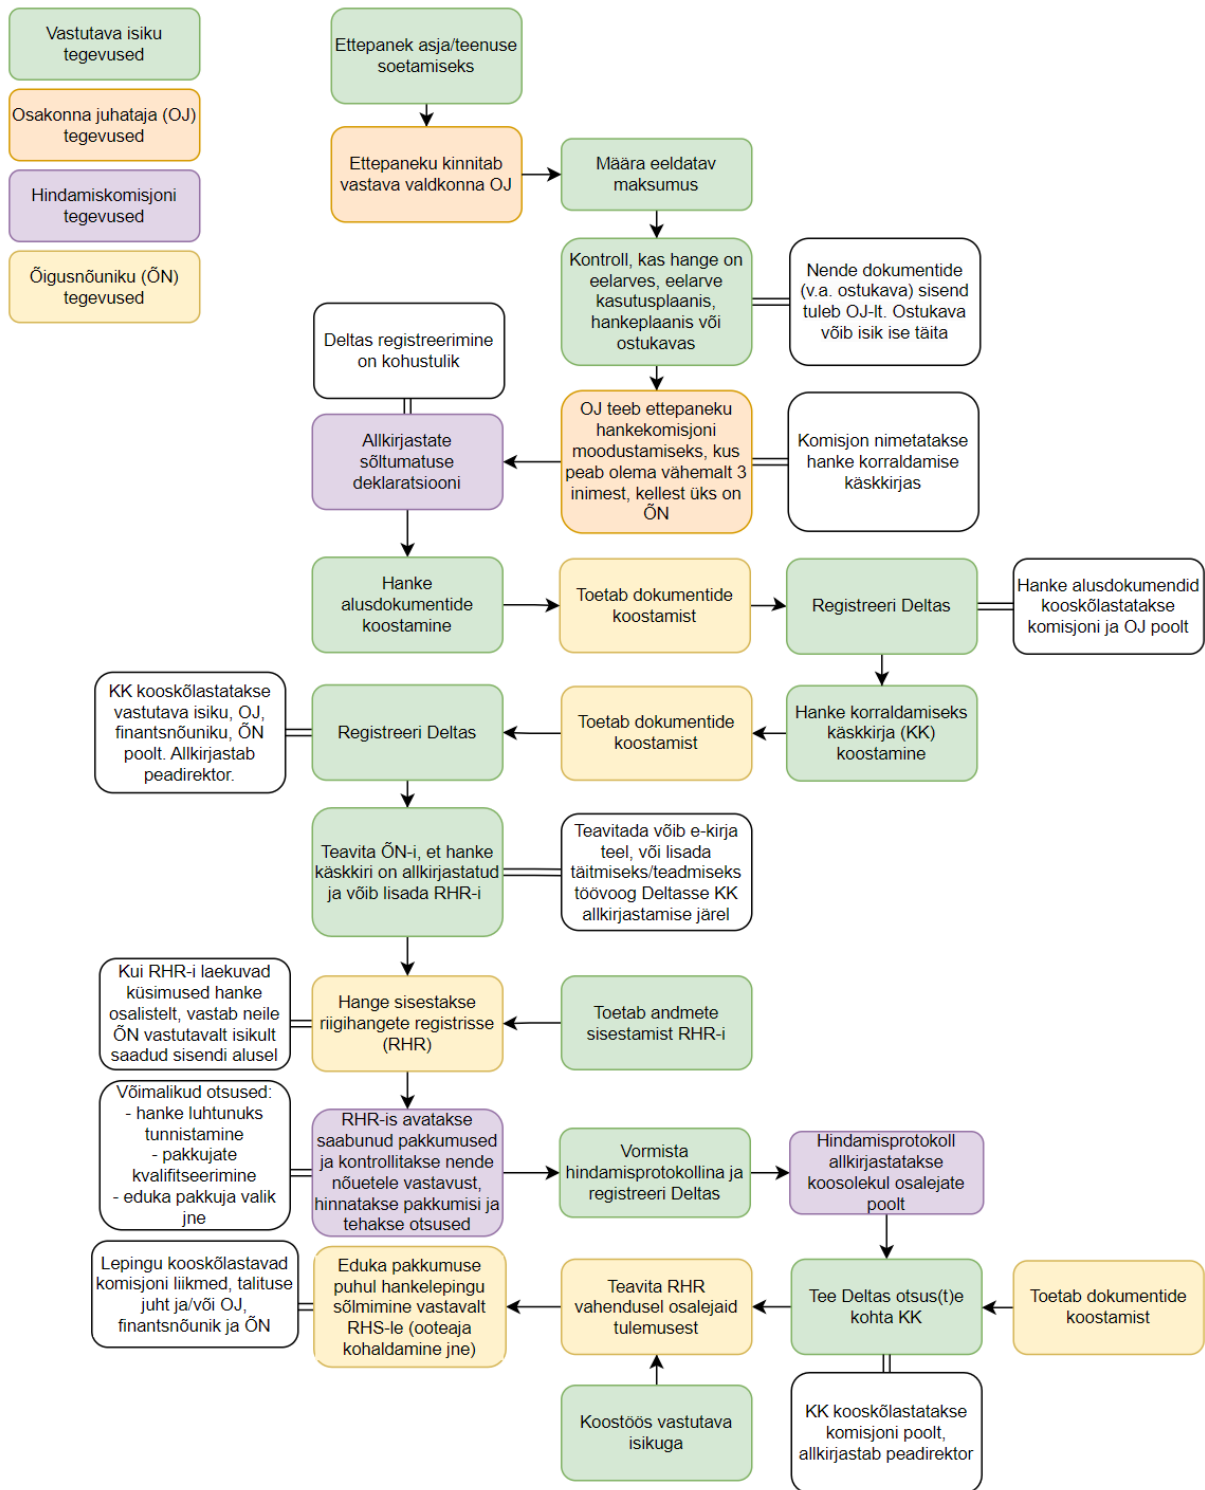 Vastutava isiku
tegevused
Osakonna juhataja (OJ)
tegevused
Hindamiskomisjoni
tegevused
Õigusnõuniku (ÕN)
tegevused
Ettepanek asja/teenuse
soetamiseks
Ettepaneku kinnitab
vastava valdkonna OJ
Määra eeldatav
maksumus
Kontroll, kas hange on
eelarves, eelarve
kasutusplaanis,
hankeplaanis või
ostukavas
Nende dokumentide
(v.a. ostukava) sisend
tuleb OJ-lt. Ostukava
võib isik ise täita
Deltas registreerimine
on kohustulik
Allkirjastate
sõltumatuse
deklaratsiooni
OJ teeb ettepaneku
hankekomisjoni
moodustamiseks, kus
peab olema vähemalt 3
inimest, kellest üks on
ÕN
Komisjon nimetatakse
hanke korraldamise
käskkirjas
Hanke
alusdokumentide
koostamine
Toetab dokumentide
koostamist
Registreeri Deltas
Hanke alusdokumendid
kooskõlastatakse
komisjoni ja OJ poolt
KK kooskõlastatakse
vastutava isiku, OJ,
finantsnõuniku, ÕN
poolt. Allkirjastab
peadirektor.
Registreeri Deltas
Toetab dokumentide
koostamist
Hanke korraldamiseks
käskkirja (KK)
koostamine
Teavita ÕN-i, et hanke
käskkiri on allkirjastatud
ja võib lisada RHR-i
Teavitada võib e-kirja
teel, või lisada
täitmiseks/teadmiseks
töövoog Deltasse KK
allkirjastamise järel
Kui RHR-i laekuvad
küsimused hanke
osalistelt, vastab neile
ÕN vastutavalt isikult
saadud sisendi alusel
Hange sisestakse
riigihangete registrisse
(RHR)
Toetab andmete
sisestamist RHR-i
Võimalikud otsused:
- hanke luhtunuks
tunnistamine
- pakkujate
kvalifitseerimine
- eduka pakkuja valik
jne
RHR-is avatakse
saabunud pakkumused
ja kontrollitakse nende
nõuetele vastavust,
hinnatakse pakkumisi ja
tehakse otsused
Vormista
hindamisprotokollina ja
registreeri Deltas
Hindamisprotokoll
allkirjastatakse
koosolekul osalejate
poolt
Lepingu kooskõlastavad
komisjoni liikmed, talituse
juht ja/või OJ,
finantsnõunik ja ÕN
Eduka pakkumuse
puhul hankelepingu
sõlmimine vastavalt
RHS-le (ooteaja
kohaldamine jne)
Teavita RHR
vahendusel osalejaid
tulemusest
Tee Deltas otsus(t)e
kohta KK
Toetab dokumentide
koostamist
Koostöös vastutava
isikuga
KK kooskõlastatakse
komisjoni poolt,
allkirjastab peadirektor